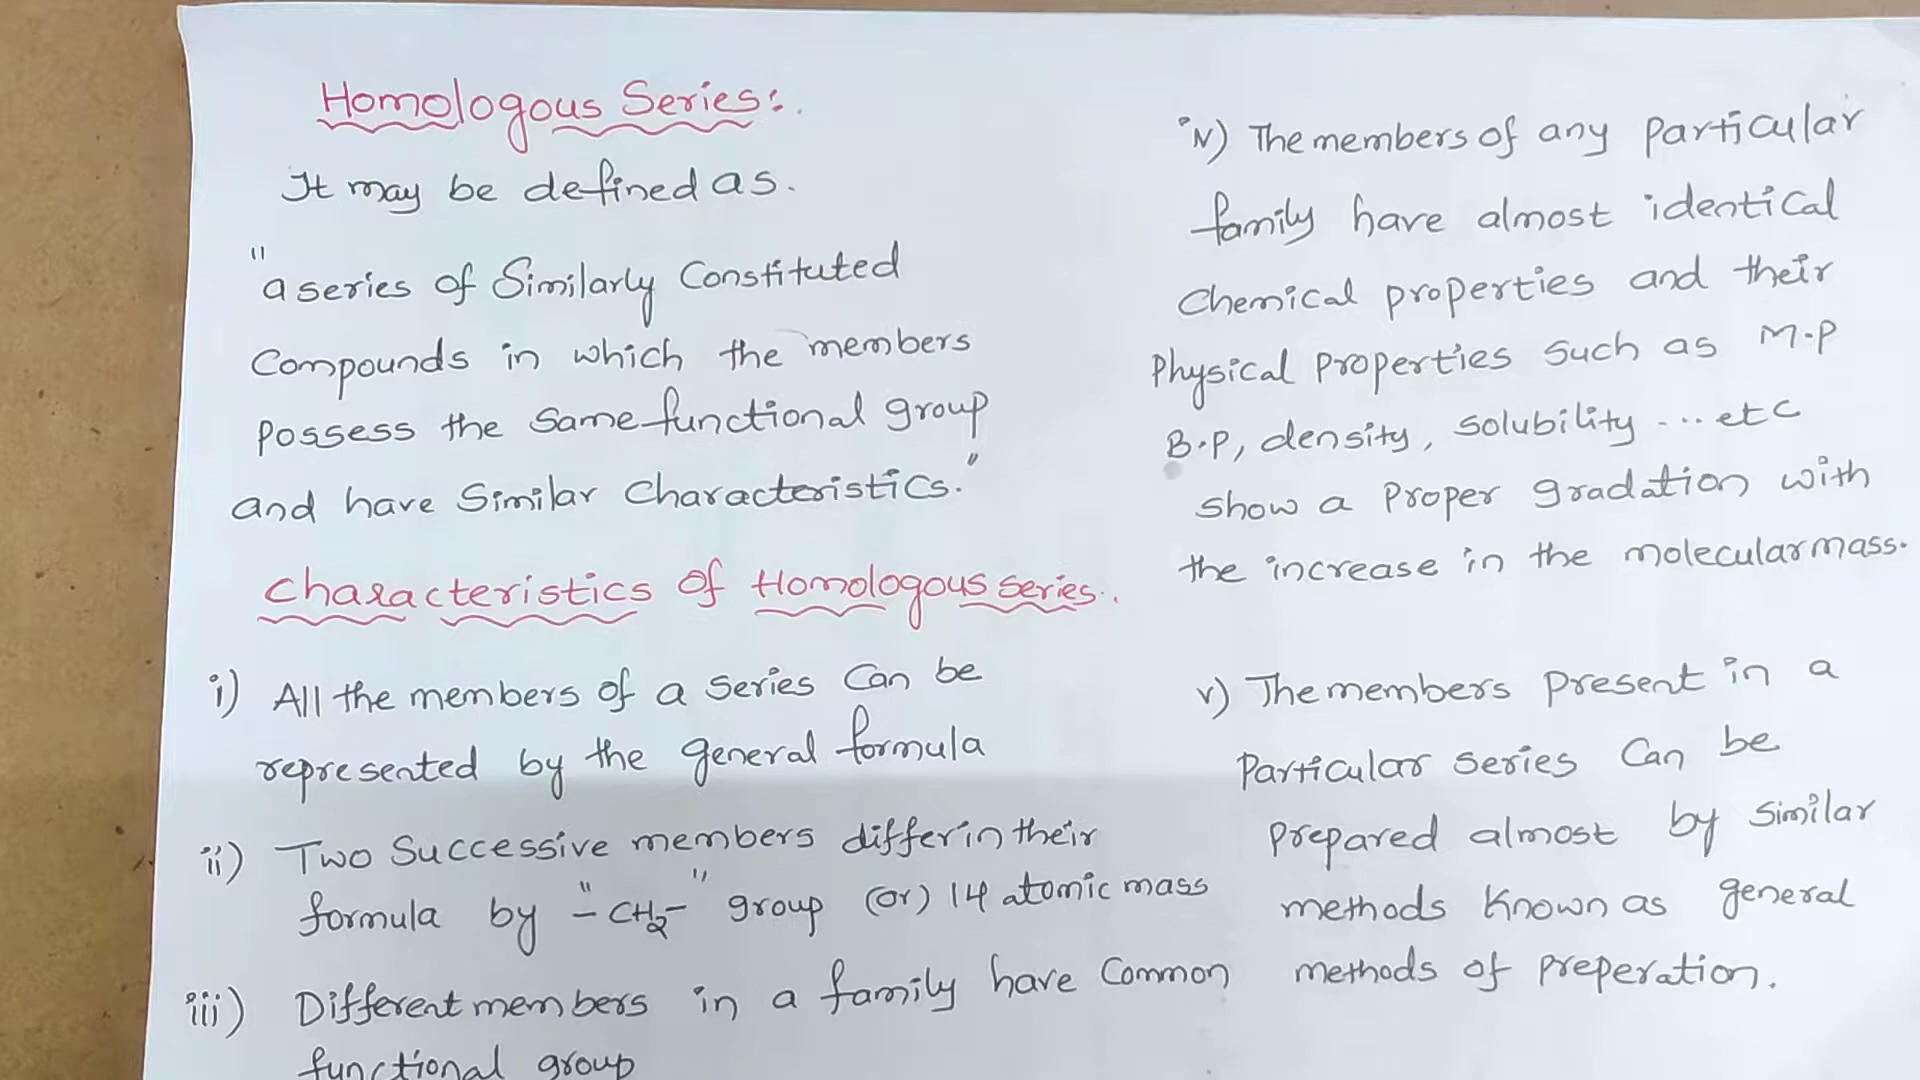 Homologous Series:
It may be defined as.
"a series of Similarly Constituted
Compounds in which the members
possess the same functional group
and have Similar Characteristics."
Characteristics of Homologous series.
i) All the members of a series Can be
represented by the general formula
ii) Two Successive members differ in their
formula by "-CH2-" group (or) 14 atomic mass
iii) Different members in a family have Common
functional group
iv) The members of any particular
family have almost identical
Chemical properties and their
Physical properties such as M.P
B.P, density, solubility ... etc
show a proper gradation with
the increase in the molecular mass.
v) The members present in a
particular series Can be
prepared almost by similar
methods known as general
methods of preperation.